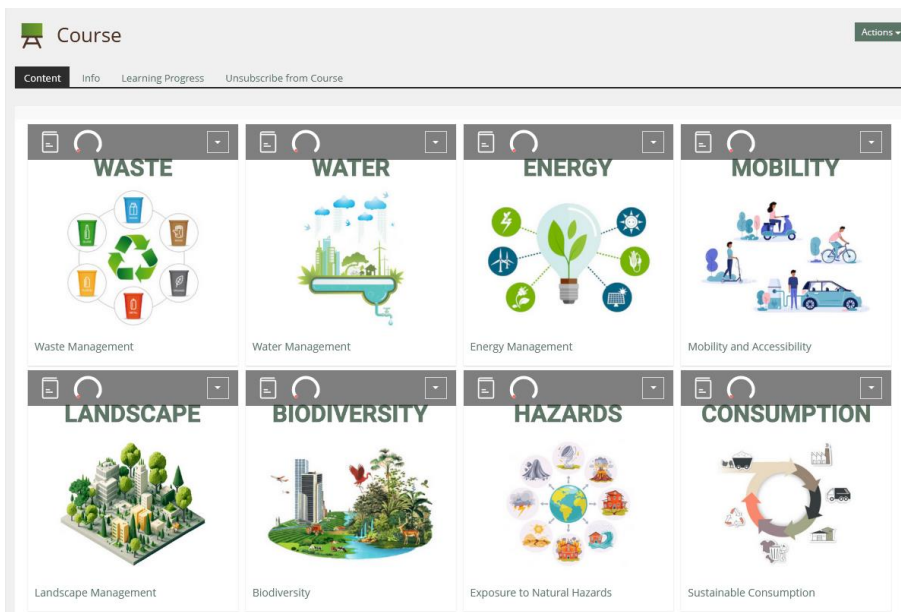 Course
Actions
Content Info Learning Progress Unsubscribe from Course
WASTE WATER ENERGY MOBILITY
Waste Management Water Management Energy Management Mobility and Accessibility
LANDSCAPE BIODIVERSITY HAZARDS CONSUMPTION
Landscape Management Biodiversity Exposure to Natural Hazards Sustainable Consumption